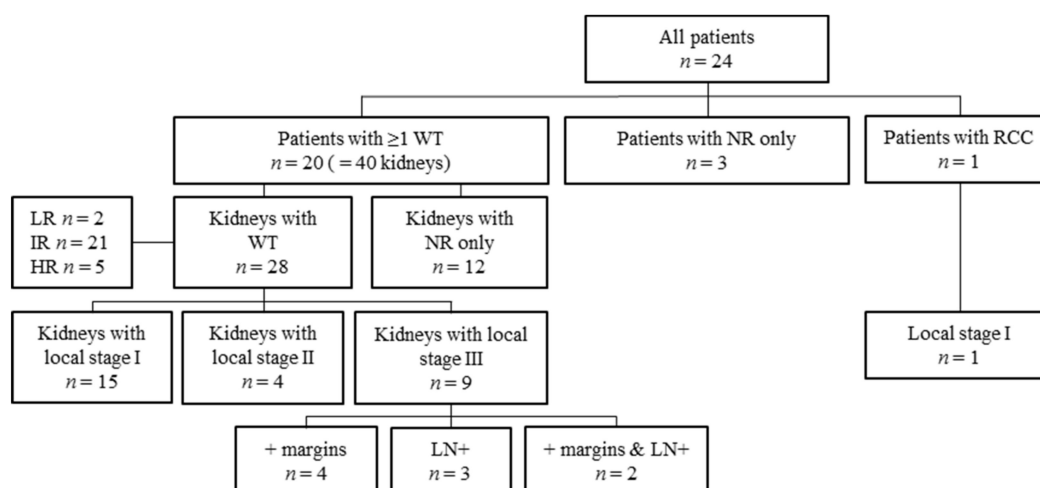 All patients
n = 24
Patients with ≥1 WT
n = 20 ( = 40 kidneys)
Patients with NR only
n = 3
Patients with RCC
n = 1
LR n = 2
IR n = 21
HR n = 5
Kidneys with
WT
n = 28
Kidneys with
NR only
n = 12
Kidneys with
local stage I
n = 15
Kidneys with
local stage II
n = 4
Kidneys with local
stage III
n = 9
Local stage I
n = 1
+ margins
n = 4
LN+
n = 3
+ margins & LN+
n = 2